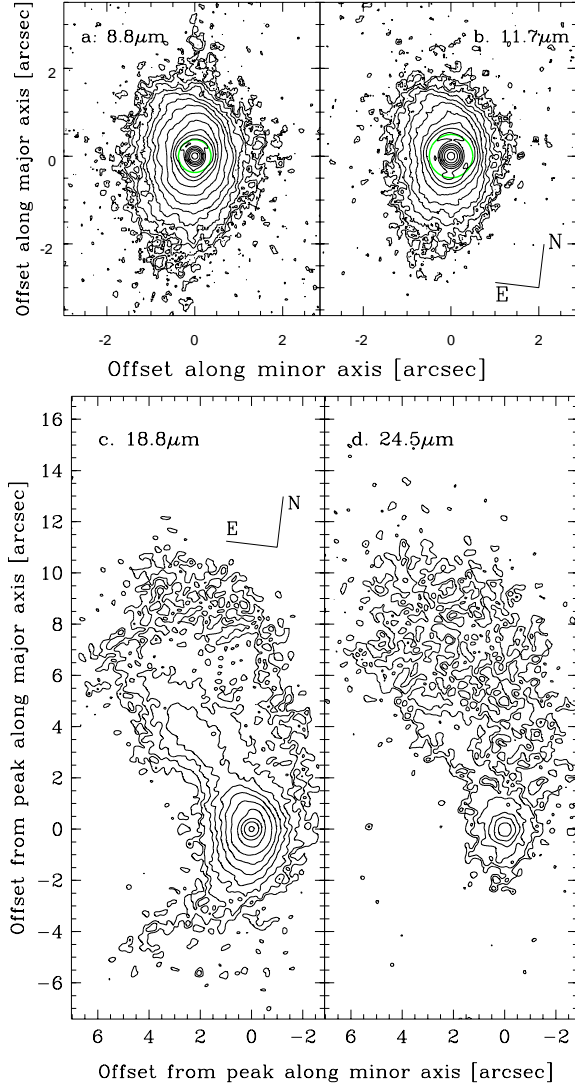 a: 8.8μm
b. 11.7μm
Offset along major axis [arcsec]
2
0
-2
N
E
-2
0
2
-2
0
2
Offset along minor axis [arcsec]
c. 18.8μm
d. 24.5μm
N
E
Offset from peak along major axis [arcsec]
16
14
12
10
8
6
4
2
0
−2
−4
−6
6
4
2
0
−2
6
4
2
0
−2
Offset from peak along minor axis [arcsec]